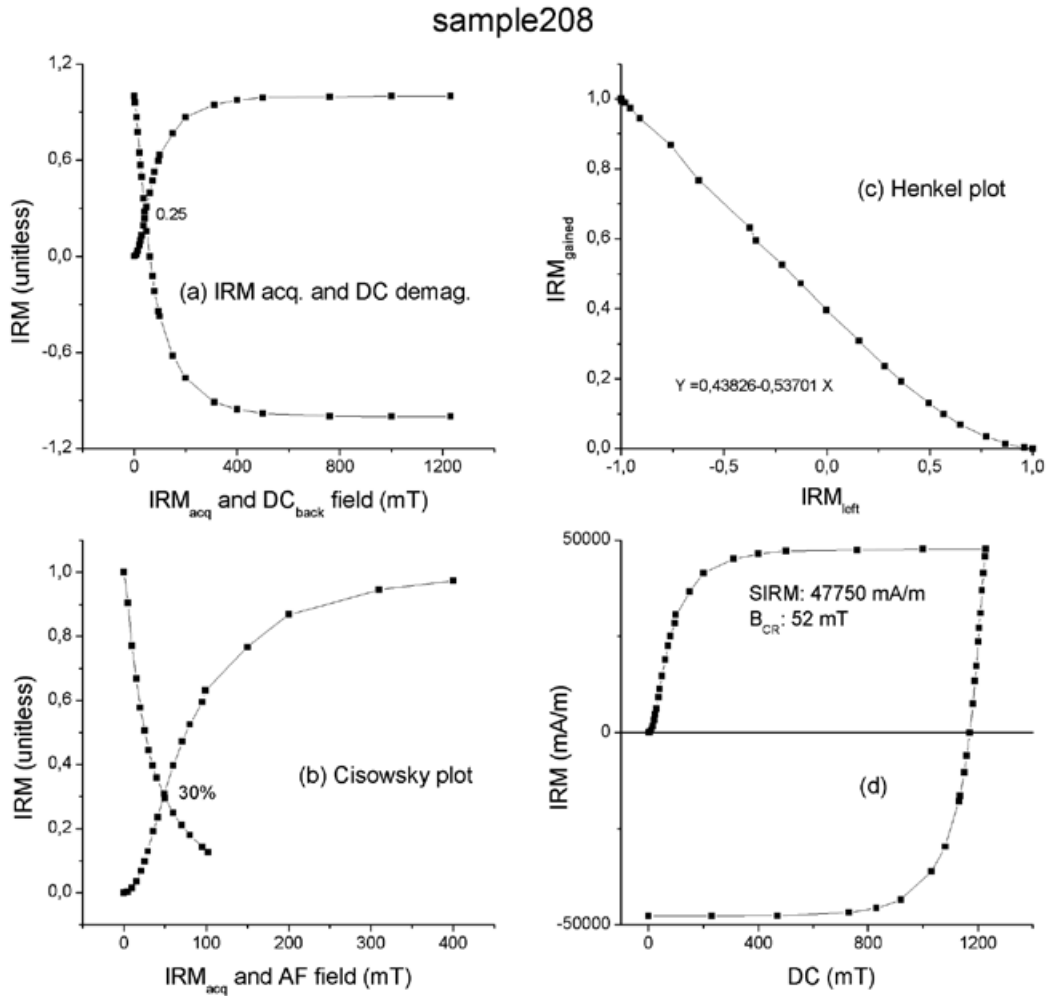 sample208
1,2
0,6
0,0
-0,6
-1,2
IRM (unitless)
0.25
(a) IRM acq. and DC demag.
0 400 800 1200
IRM_acq and DC_back field (mT)
1,0
0,8
0,6
0,4
0,2
0,0
IRM_gained
(c) Henkel plot
Y =0,43826-0,53701 X
-1,0 -0,5 0,0 0,5 1,0
IRM_left
1,0
0,8
0,6
0,4
0,2
0,0
IRM (unitless)
30%
(b) Cisowsky plot
0 100 200 300 400
IRM_acq and AF field (mT)
50000
0
-50000
IRM (mA/m)
SIRM: 47750 mA/m
B_CR: 52 mT
(d)
0 400 800 1200
DC (mT)